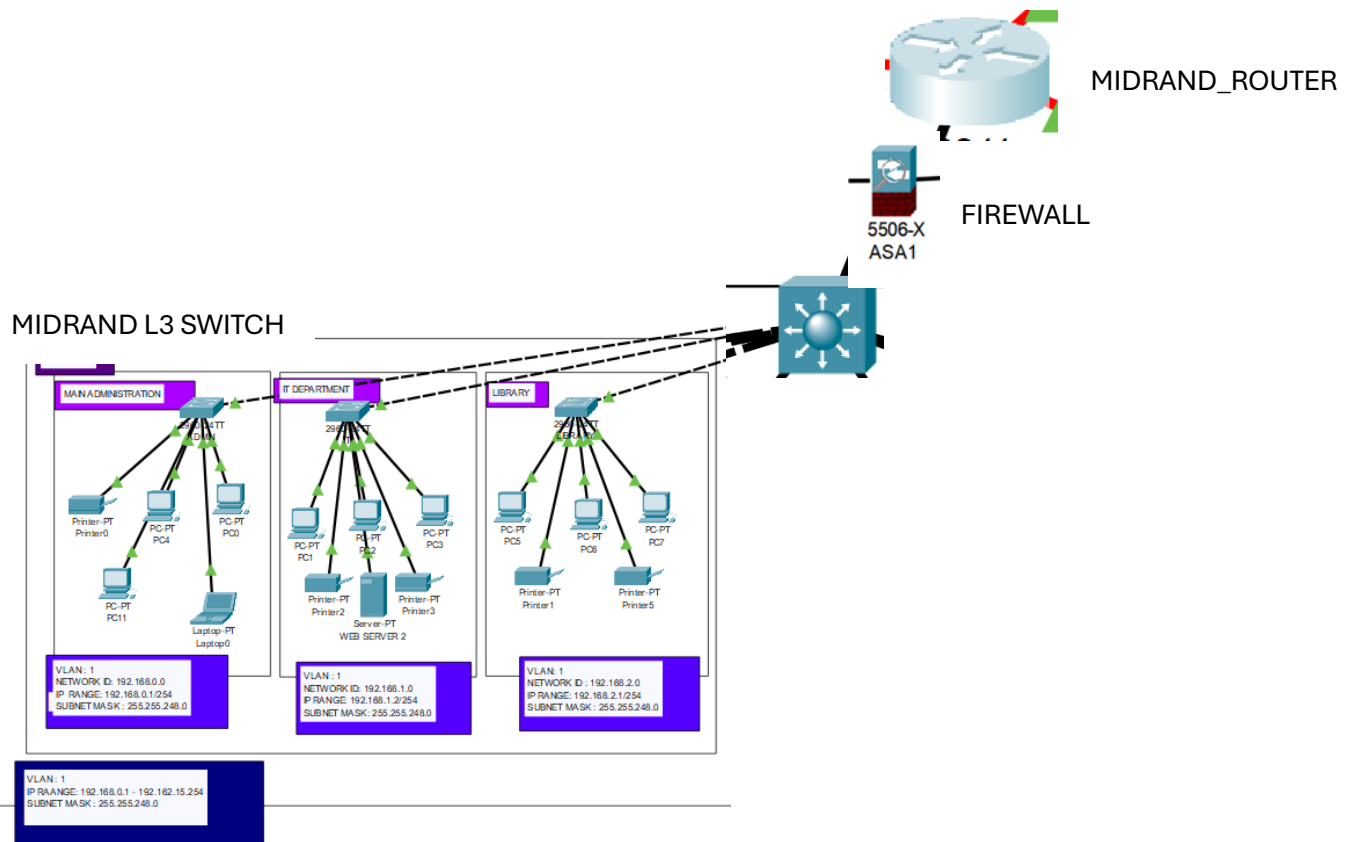 MIDRAND_ROUTER
FIREWALL
5506-X
ASA1
MIDRAND L3 SWITCH
MAIN ADMINISTRATION
IT DEPARTMENT
LIBRARY
ADMIN
LIBRARY
Printer-PT
Printer0
PC-PT
PC4
PC-PT
PC0
PC-PT
PC11
Laptop-PT
Laptop0
PC-PT
PC1
PC-PT
PC2
PC-PT
PC3
Printer-PT
Printer2
Server-PT
WEB SERVER 2
Printer-PT
Printer3
PC-PT
PC5
PC-PT
PC6
PC-PT
PC7
Printer-PT
Printer1
Printer-PT
Printer5
VLAN : 1
NETWORK ID: 192.168.0.0
IP RANGE: 192.168.0.1/254
SUBNET MASK : 255.255.248.0
VLAN : 1
NETWORK ID: 192.168.1.0
IP RANGE: 192.168.1.2/254
SUBNET MASK : 255.255.248.0
VLAN: 1
NETWORK ID : 192.168.2.0
IP RANGE: 192.168.2.1/254
SUBNET MASK : 255.255.248.0
VLAN : 1
IP RAANGE: 192.168.0.1 - 192.162.15.254
SUBNET MASK : 255.255.248.0